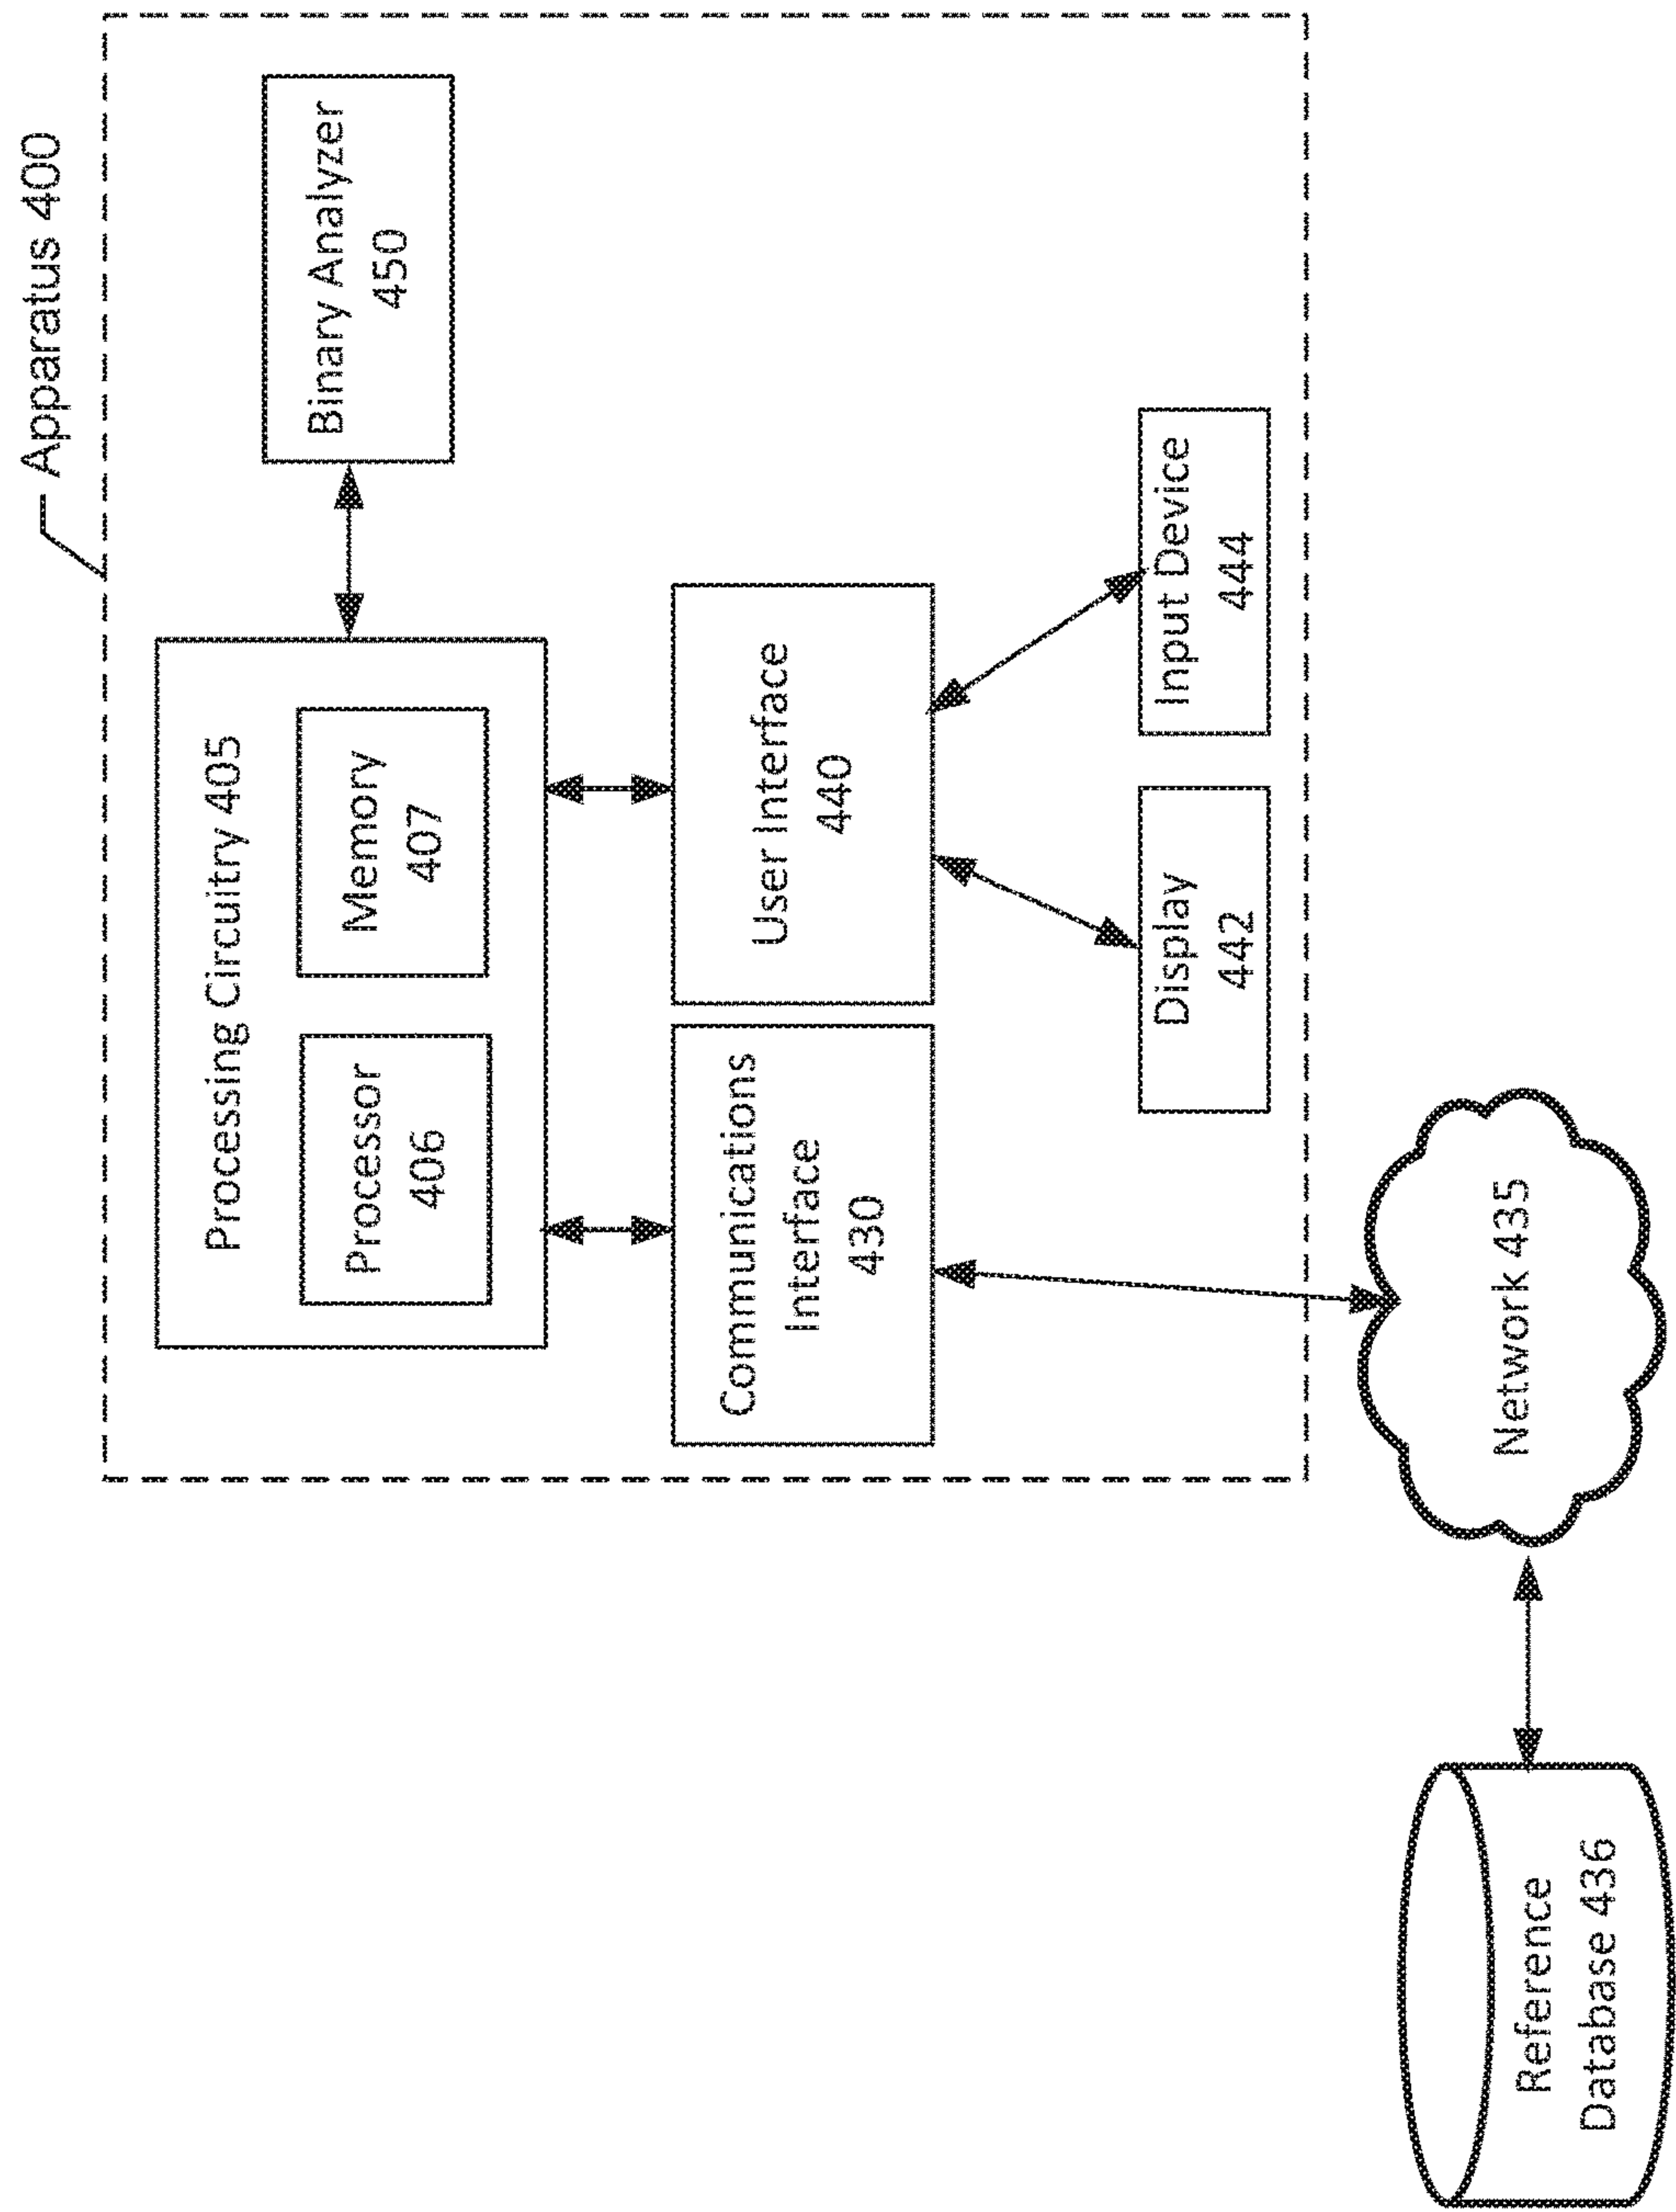 Apparatus 400
Processing Circuitry 405
Processor
406
Memory
407
Binary Analyzer
450
Communications
Interface
430
User Interface
440
Display
442
Input Device
444
Network 435
Reference
Database 436